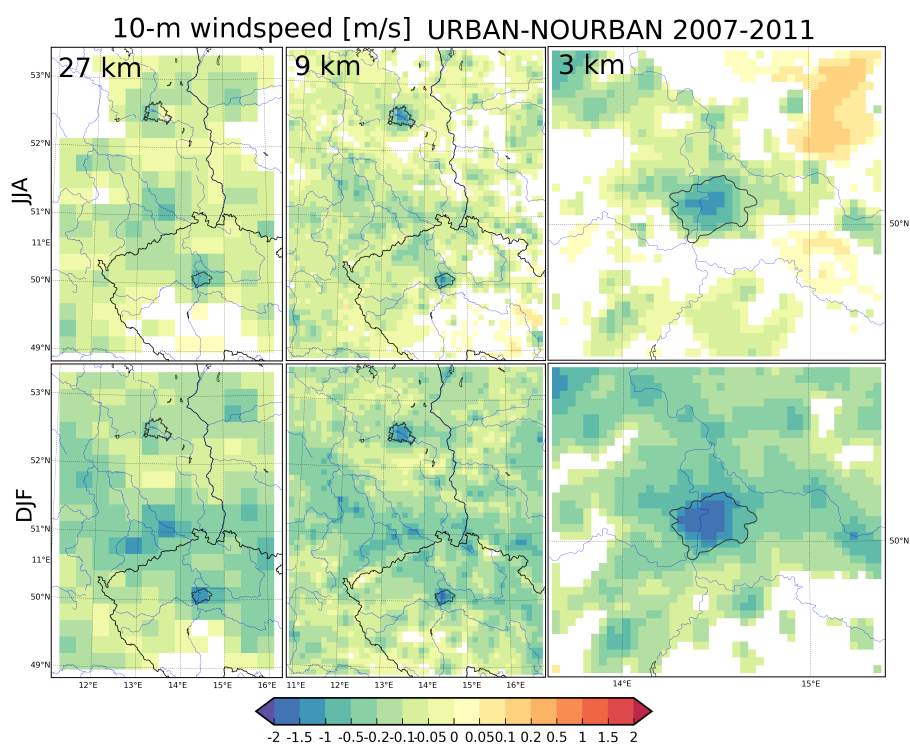 10-m windspeed [m/s] URBAN-NOURBAN 2007-2011
27 km 9 km 3 km
JJA
53°N
52°N
51°N
11°E
50°N 50°N
49°N
DJF
53°N
52°N
51°N
11°E
50°N 50°N
49°N
12°E 13°E 14°E 15°E 16°E 11°E 12°E 13°E 14°E 15°E 16°E 14°E 15°E
-2 -1.5 -1 -0.5 -0.2 -0.1 -0.05 0 0.05 0.1 0.2 0.5 1 1.5 2